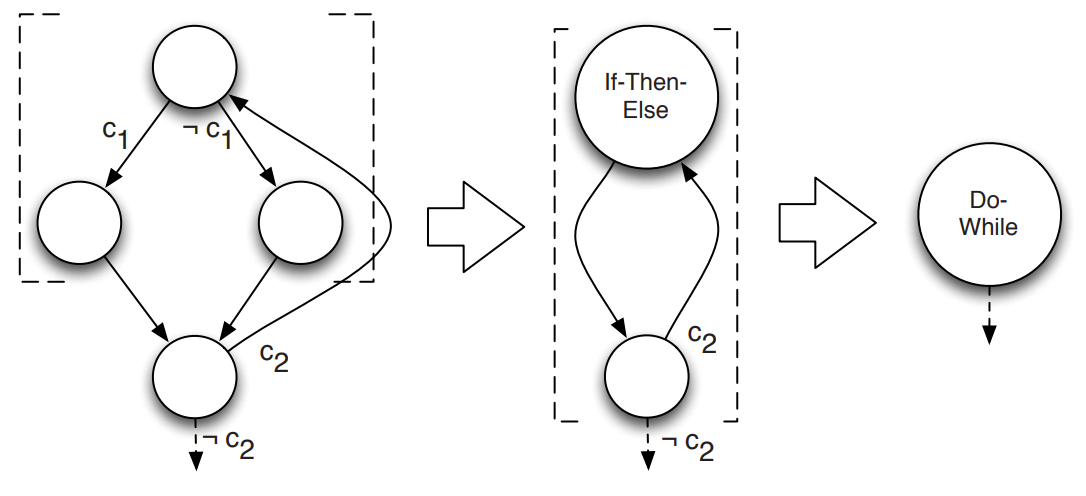 c1
¬ c1
c2
¬ c2
If-Then-
Else
c2
¬ c2
Do-
While